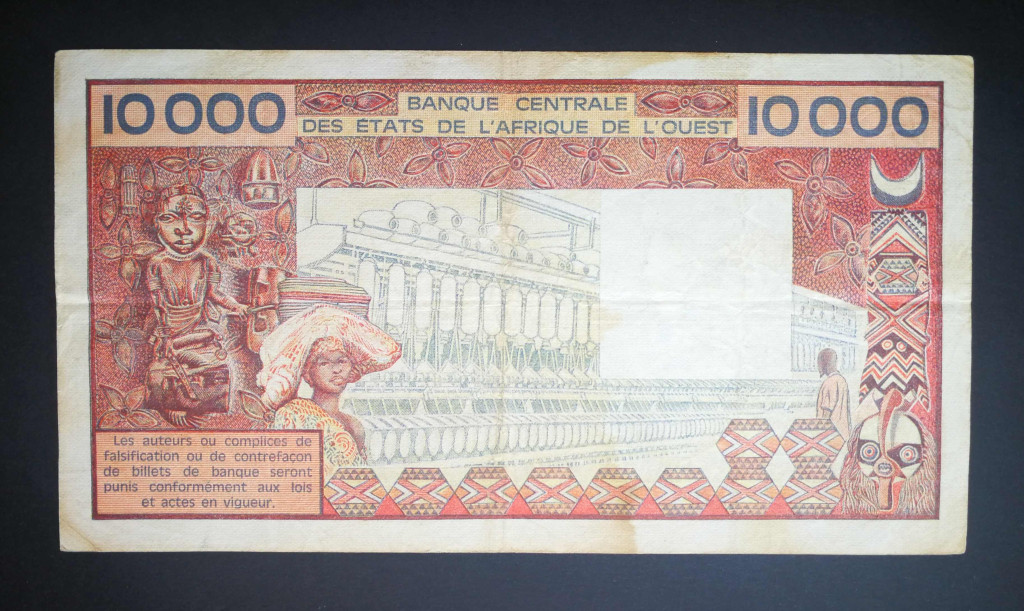 10 000
BANQUE CENTRALE
DES ETATS DE L'AFRIQUE DE L'OUEST
10 000
Les auteurs ou complices de
falsification ou de contrefaçon
de billets de banque seront
punis conformément aux lois
et actes en vigueur.